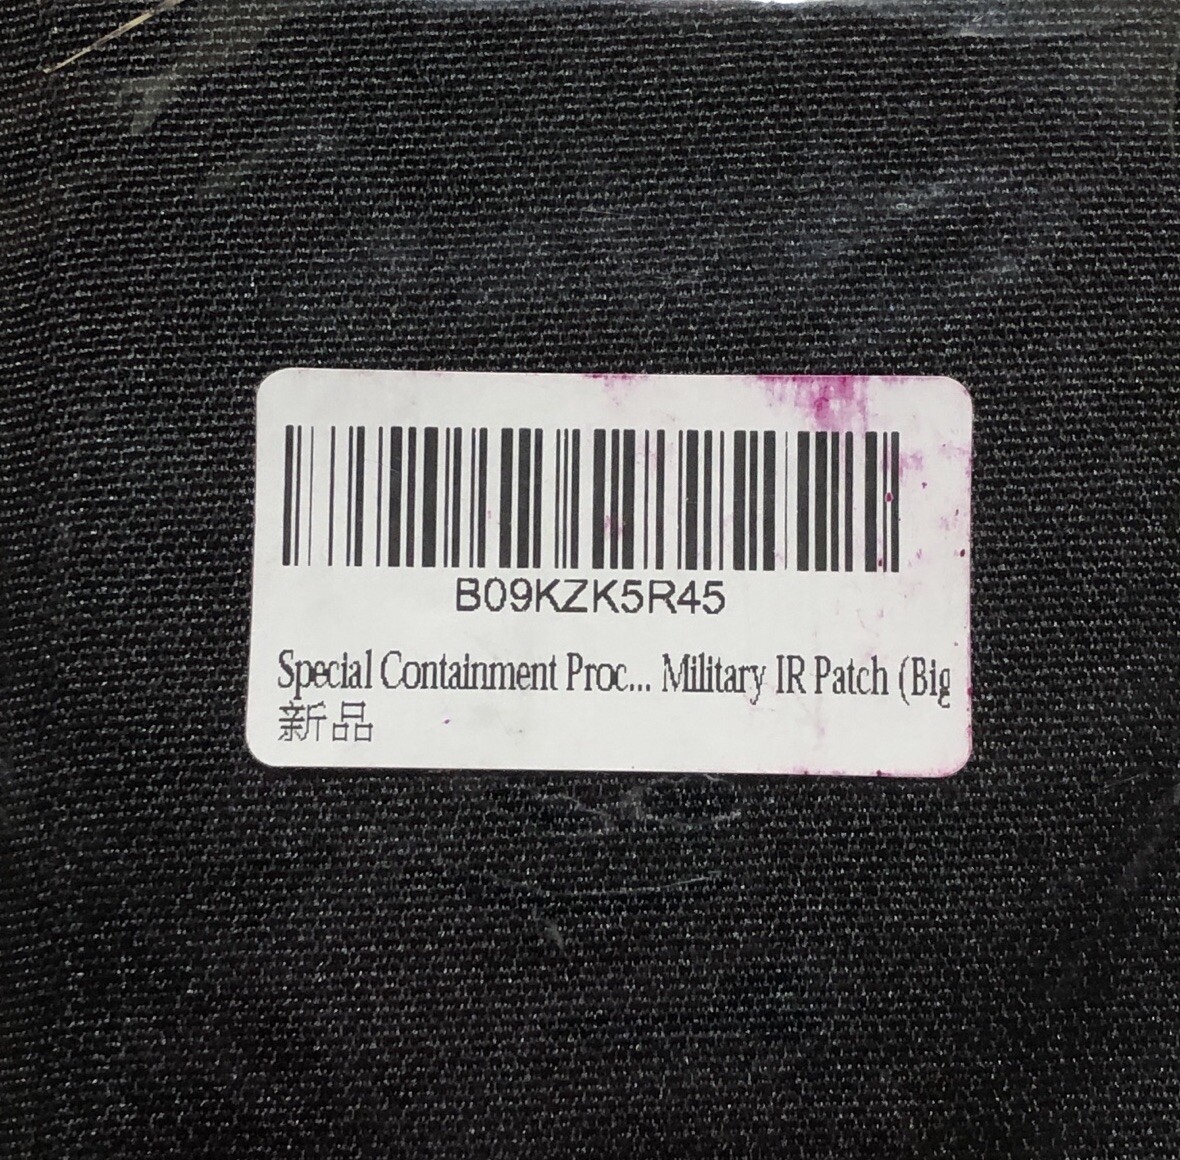 B09KZK5R45
Special Containment Proc... Military IR Patch (Big
新品